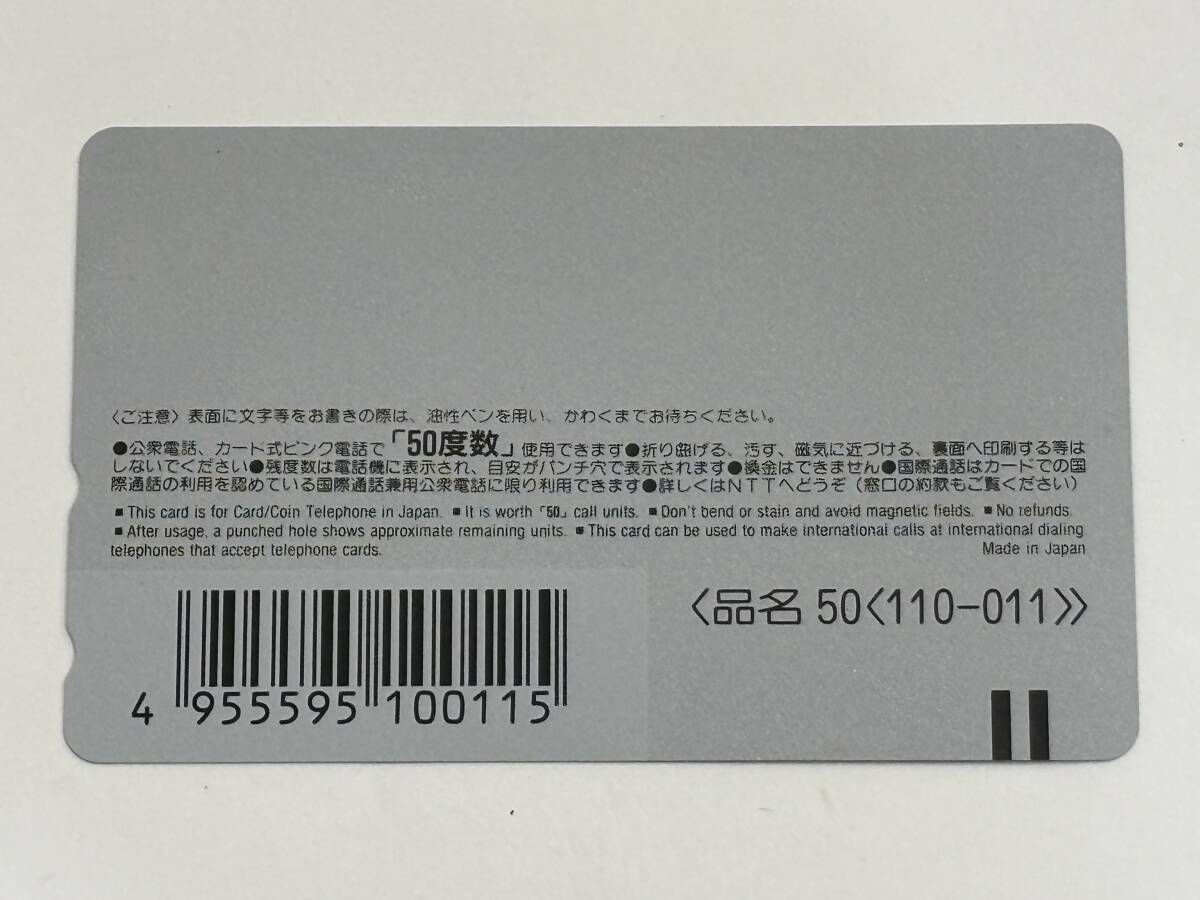 〈ご注意〉表面に文字等をお書きの際は、油性ペンを用い、かわくまでお待ちください。
●公衆電話、カード式ピンク電話で「50度数」使用できます●折り曲げる、汚す、磁気に近づける、裏面へ印刷する等は
しないでください●残度数は電話機に表示され、目安がパンチ穴で表示されます●換金はできません●国際通話はカードでの国
際通話の利用を認めている国際通話兼用公衆電話に限り利用できます●詳しくはNTTへどうぞ(窓口の約款もご覧ください)
■ This card is for Card/Coin Telephone in Japan. ■ It is worth「50」call units. ■ Don't bend or stain and avoid magnetic fields. ■ No refunds.
■ After usage, a punched hole shows approximate remaining units. ■ This card can be used to make international calls at international dialing
telephones that accept telephone cards. Made in Japan
〈品名 50〈110-011〉〉
4 955595 100115